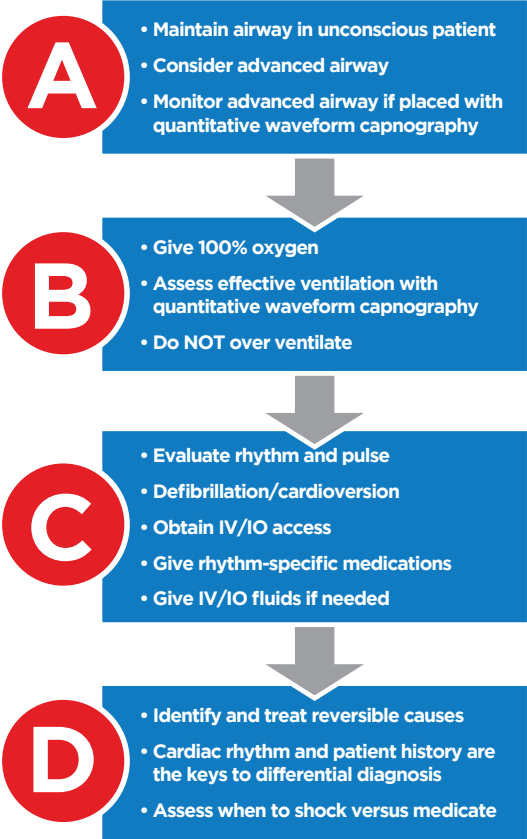 A
• Maintain airway in unconscious patient
• Consider advanced airway
• Monitor advanced airway if placed with
quantitative waveform capnography
B
• Give 100% oxygen
• Assess effective ventilation with
quantitative waveform capnography
• Do NOT over ventilate
C
• Evaluate rhythm and pulse
• Defibrillation/cardioversion
• Obtain IV/IO access
• Give rhythm-specific medications
• Give IV/IO fluids if needed
D
• Identify and treat reversible causes
• Cardiac rhythm and patient history are
the keys to differential diagnosis
• Assess when to shock versus medicate